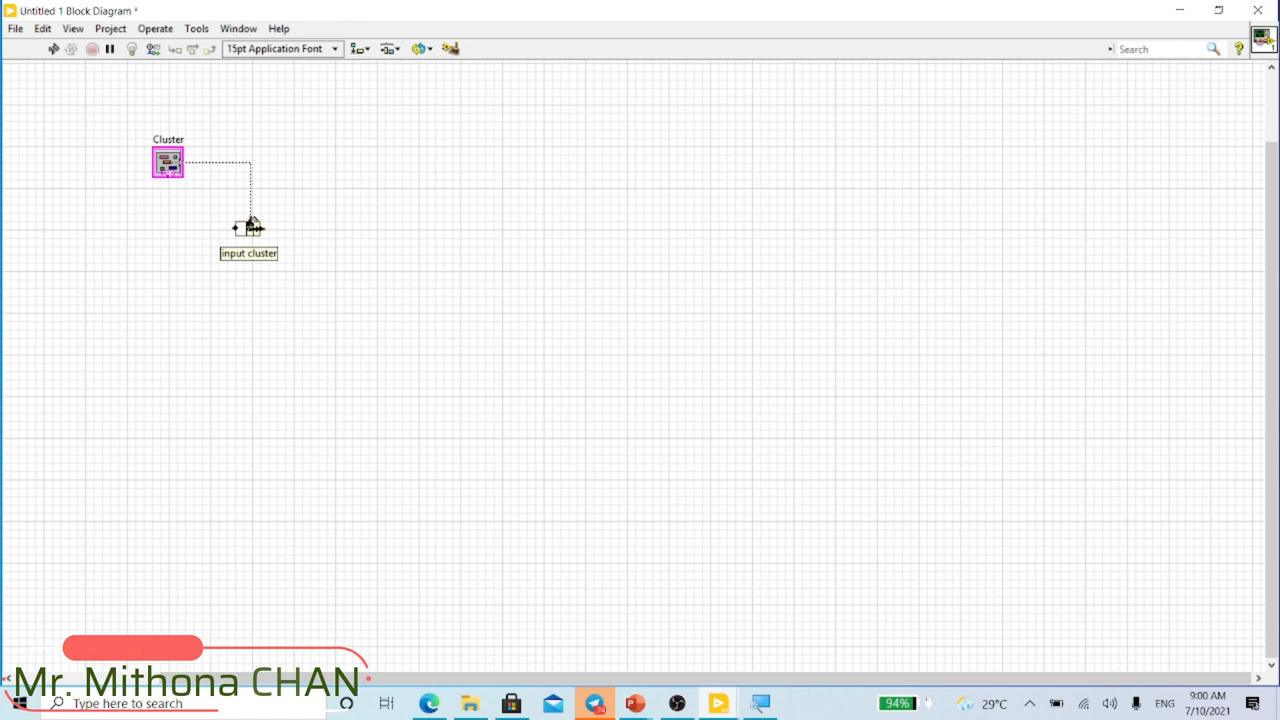 Untitled 1 Block Diagram *
File Edit View Project Operate Tools Window Help
15pt Application Font
Search
1
Cluster
input cluster
Mr. Mithona CHAN
Type here to search
94%
29°C
ENG
9:00 AM
7/10/2021